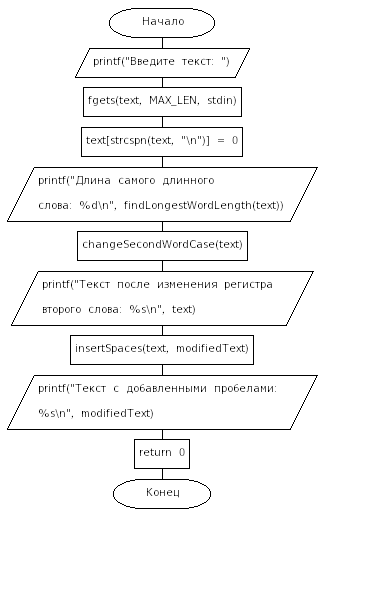 Начало
printf("Введите текст: ")
fgets(text, MAX_LEN, stdin)
text[strcspn(text, "\n")] = 0
printf("Длина самого длинного
слова: %d\n", findLongestWordLength(text))
changeSecondWordCase(text)
printf("Текст после изменения регистра
второго слова: %s\n", text)
insertSpaces(text, modifiedText)
printf("Текст с добавленными пробелами:
%s\n", modifiedText)
return 0
Конец